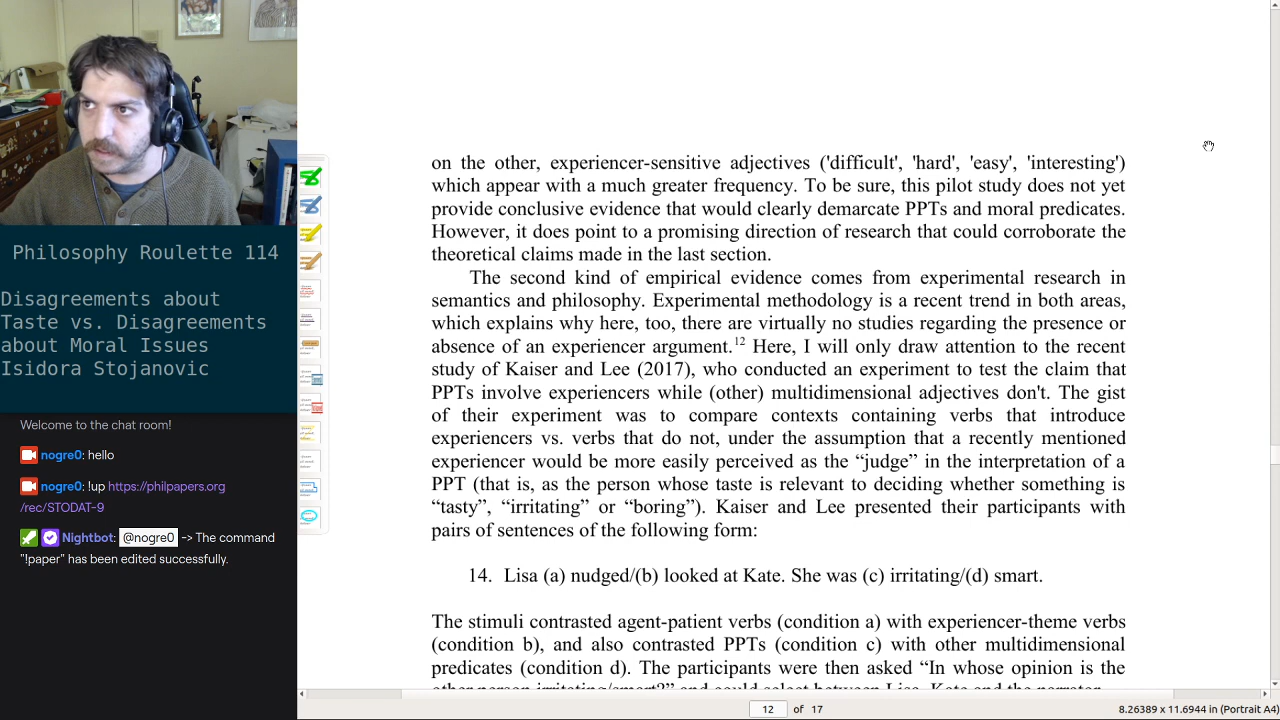 Philosophy Roulette 114
Disagreements about
Taste vs. Disagreements
about Moral Issues
Isidora Stojanovic
Welcome to the chat room!
nogre0: hello
nogre0: !up https://philpapers.org
/rec/STODAT-9
Nightbot: @nogre0 -> The command
"!paper" has been edited successfully.
on the other, experiencer-sensitive adjectives ('difficult', 'hard', 'easy', 'interesting')
which appear with a much greater frequency. To be sure, this pilot study does not yet
provide conclusive evidence that would clearly demarcate PPTs and moral predicates.
However, it does point to a promising direction of research that could corroborate the
theoretical claims made in the last section.
The second kind of empirical evidence comes from experimental research in
semantics and philosophy. Experimental methodology is a recent trend in both areas,
which explains why here, too, there are virtually no studies regarding the presence or
absence of an experiencer argument . Here, I will only draw attention to the recent
study of Kaiser and Lee (2017), who conducted an experiment to test the claim that
PPTs involve experiencers while (other) multidimensional adjectives don't. The goal
of their experiment was to compare contexts containing verbs that introduce
experiencers vs. verbs that do not, under the assumption that a recently mentioned
experiencer would be more easily perceived as the “judge” in the interpretation of a
PPT (that is, as the person whose taste is relevant to deciding whether something is
“tasty”, “irritating” or “boring”). Kaiser and Lee presented their participants with
pairs of sentences of the following form:
14. Lisa (a) nudged/(b) looked at Kate. She was (c) irritating/(d) smart.
The stimuli contrasted agent-patient verbs (condition a) with experiencer-theme verbs
(condition b), and also contrasted PPTs (condition c) with other multidimensional
predicates (condition d). The participants were then asked “In whose opinion is the
other person irritating/smart?” and could select between Lisa, Kate and the narrator
12 of 17
8.26389 x 11.6944 in (Portrait A4)